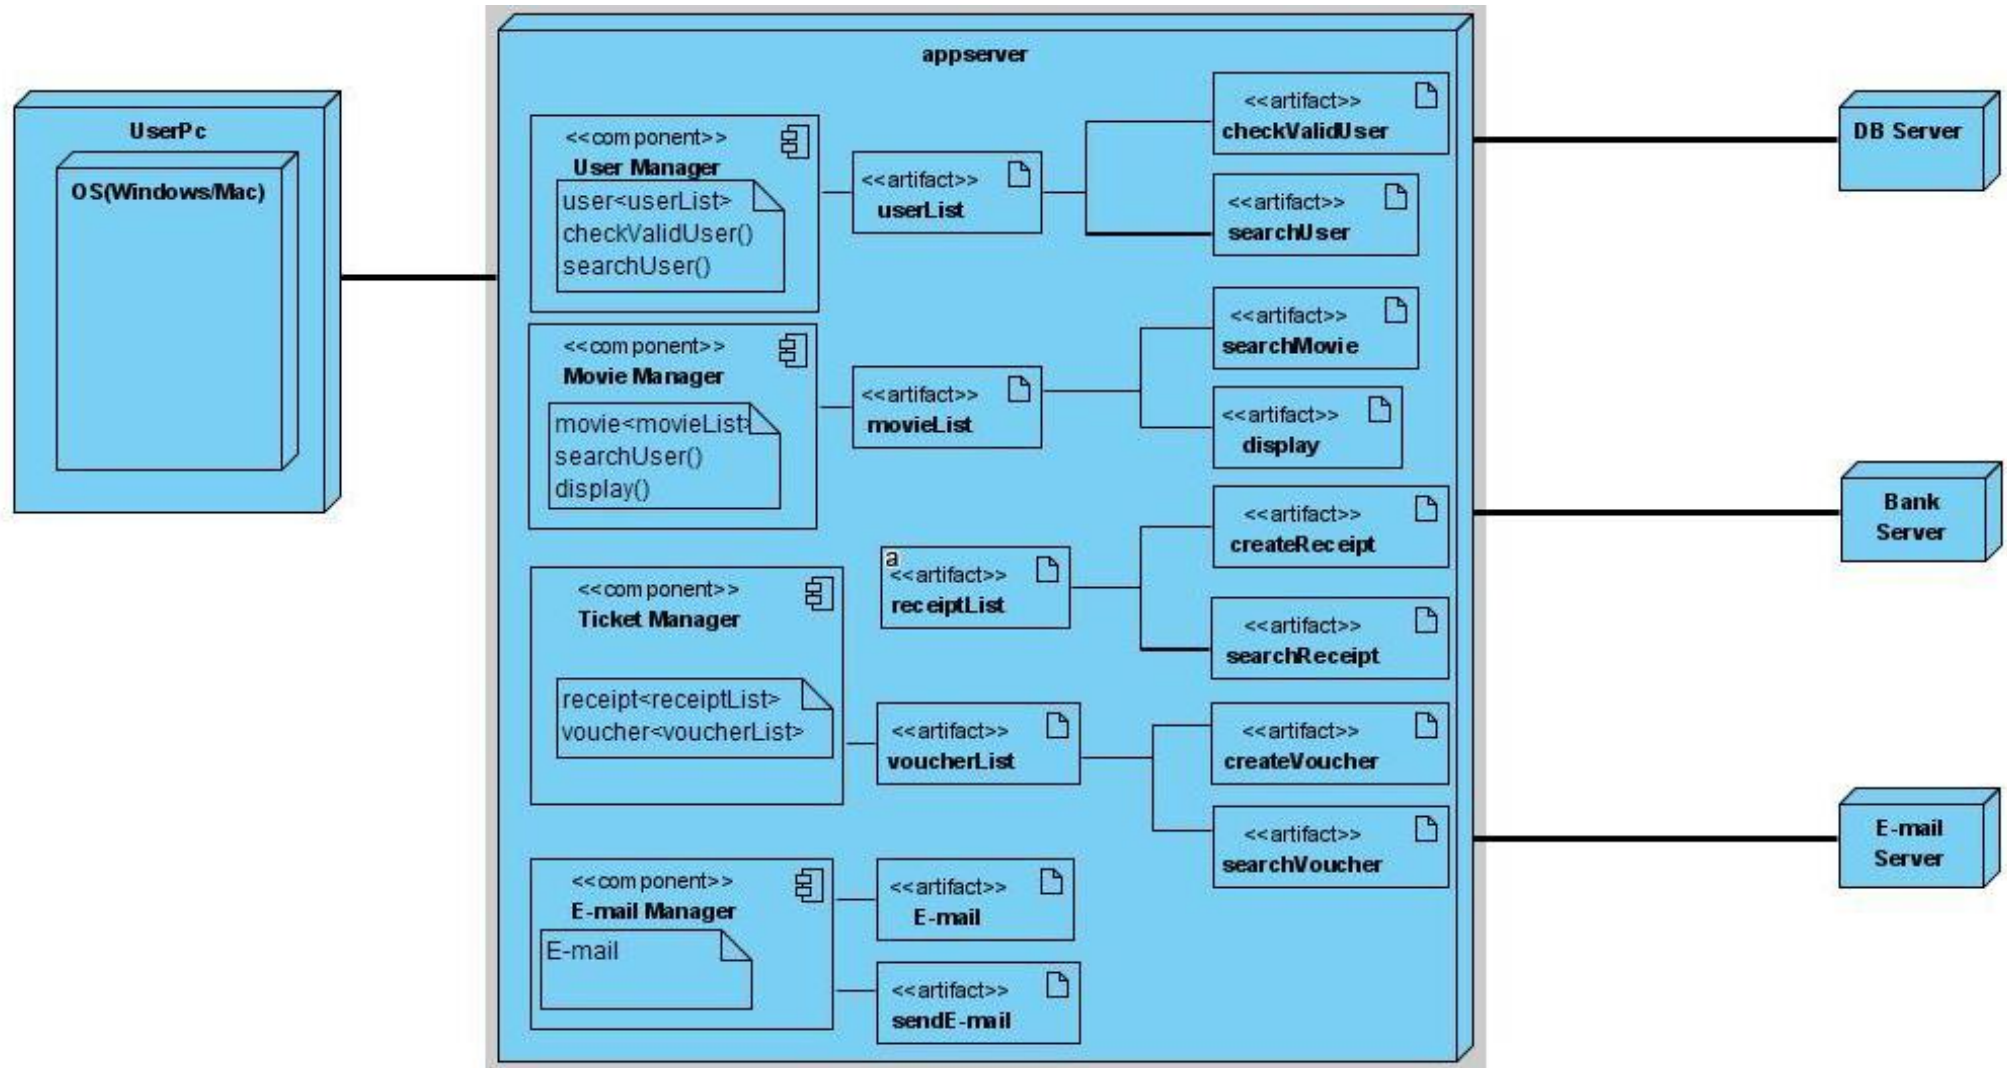 UserPc
OS(Windows/Mac)
appserver
<<component>>
User Manager
user<userList>
checkValidUser()
searchUser()
<<artifact>>
userList
<<artifact>>
checkValidUser
<<artifact>>
searchUser
<<component>>
Movie Manager
movie<movieList>
searchUser()
display()
<<artifact>>
movieList
<<artifact>>
searchMovie
<<artifact>>
display
<<component>>
Ticket Manager
receipt<receiptList>
voucher<voucherList>
a
<<artifact>>
receiptList
<<artifact>>
createReceipt
<<artifact>>
searchReceipt
<<artifact>>
voucherList
<<artifact>>
createVoucher
<<artifact>>
searchVoucher
<<component>>
E-mail Manager
E-mail
<<artifact>>
E-mail
<<artifact>>
sendE-mail
DB Server
Bank
Server
E-mail
Server